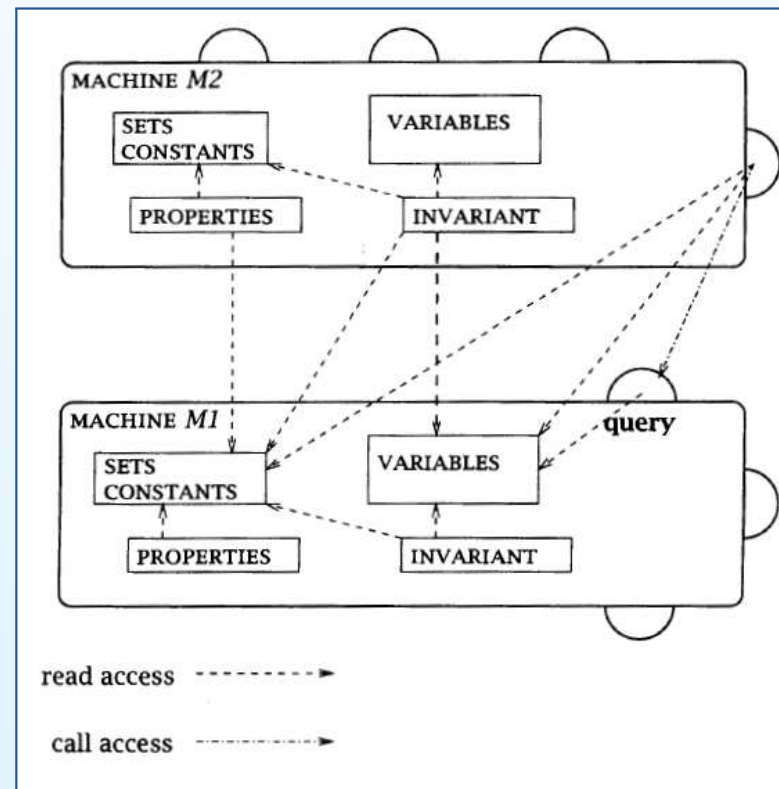 MACHINE M2
SETS
CONSTANTS
VARIABLES
PROPERTIES
INVARIANT
MACHINE M1
query
SETS
CONSTANTS
VARIABLES
PROPERTIES
INVARIANT
read access
call access